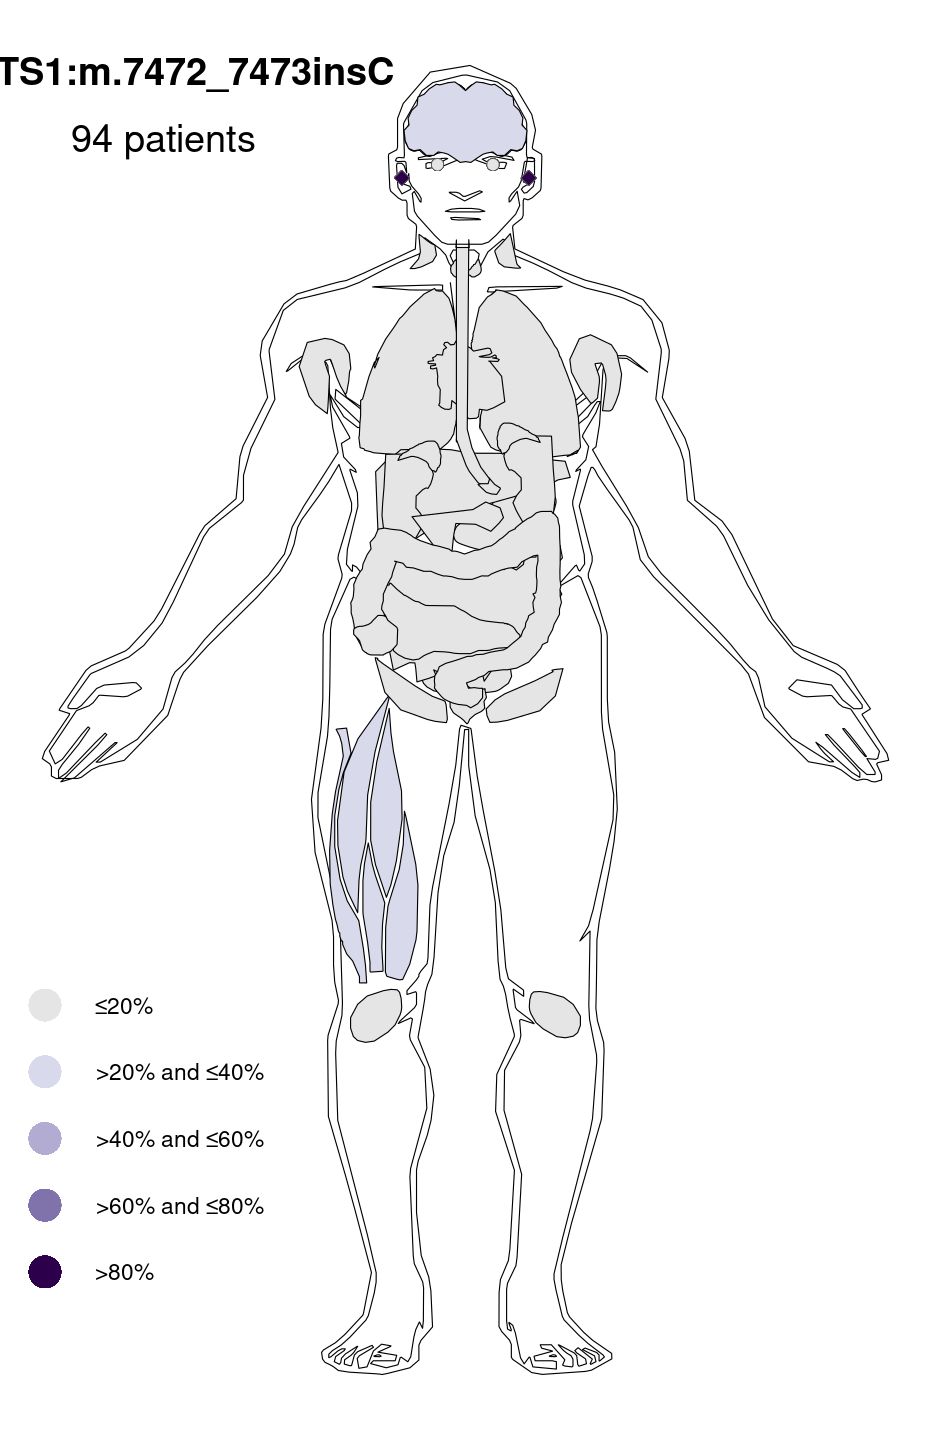 TS1:m.7472_7473insC
94 patients
≤20%
>20% and ≤40%
>40% and ≤60%
>60% and ≤80%
>80%